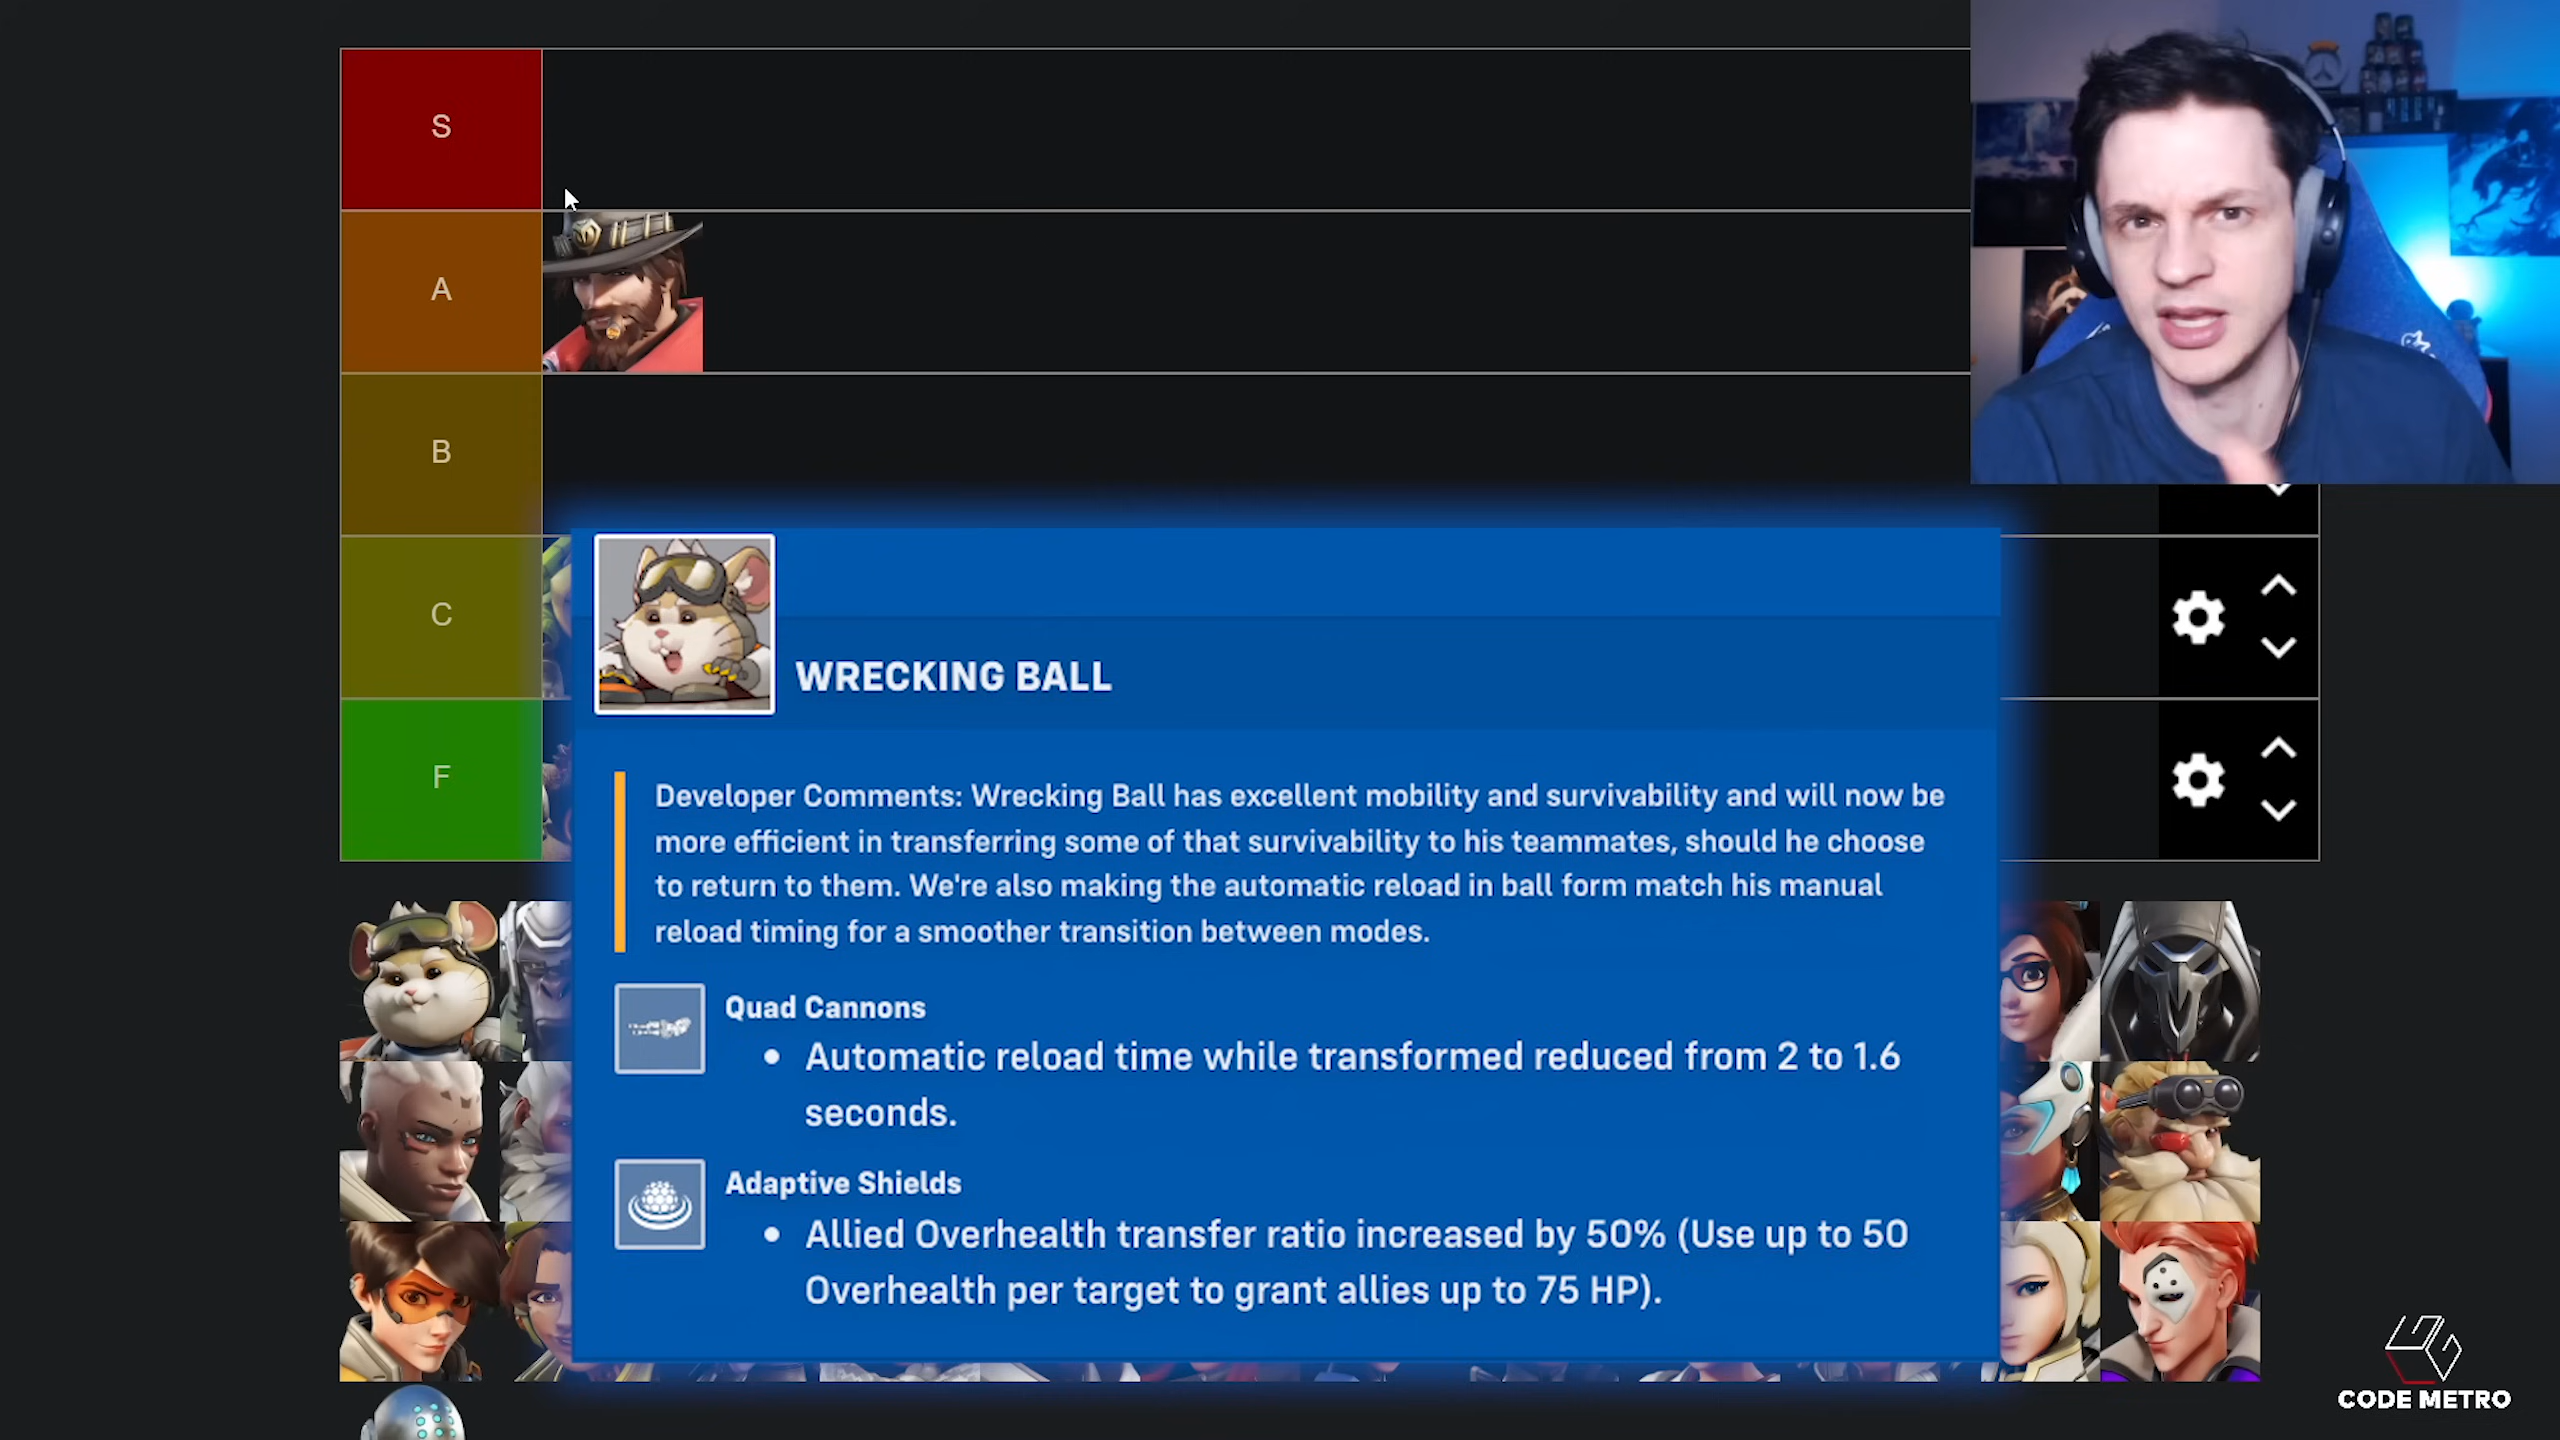 S
A
B
C
F
WRECKING BALL
Developer Comments: Wrecking Ball has excellent mobility and survivability and will now be
more efficient in transferring some of that survivability to his teammates, should he choose
to return to them. We're also making the automatic reload in ball form match his manual
reload timing for a smoother transition between modes.
Quad Cannons
• Automatic reload time while transformed reduced from 2 to 1.6
seconds.
Adaptive Shields
• Allied Overhealth transfer ratio increased by 50% (Use up to 50
Overhealth per target to grant allies up to 75 HP).
CODE METRO